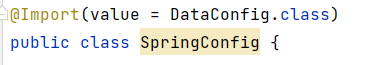 @Import(value = DataConfig.class)
public class SpringConfig {